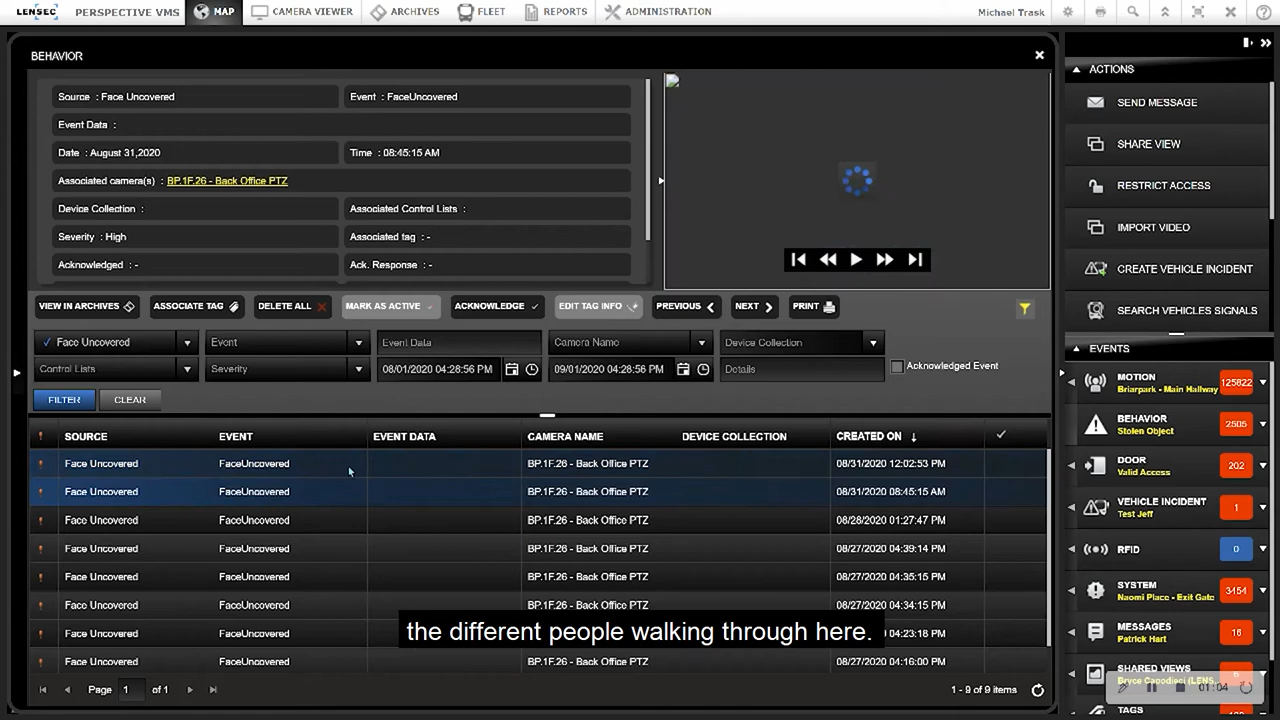 LENSEC PERSPECTIVE VMS MAP CAMERA VIEWER ARCHIVES FLEET REPORTS ADMINISTRATION Michael Trask
BEHAVIOR
Source : Face Uncovered Event : FaceUncovered
Event Data :
Date : August 31,2020 Time : 08:45:15 AM
Associated camera(s) : BP.1F.26 - Back Office PTZ
Device Collection : Associated Control Lists :
Severity : High Associated tag : -
Acknowledged : - Ack. Response : -
VIEW IN ARCHIVES ASSOCIATE TAG DELETE ALL MARK AS ACTIVE ACKNOWLEDGE EDIT TAG INFO PREVIOUS NEXT PRINT
Face Uncovered Event Event Data Camera Name Device Collection
Control Lists Severity 08/01/2020 04:28:56 PM 09/01/2020 04:28:56 PM Details Acknowledged Event
FILTER CLEAR
SOURCE EVENT EVENT DATA CAMERA NAME DEVICE COLLECTION CREATED ON
Face Uncovered FaceUncovered BP.1F.26 - Back Office PTZ 08/31/2020 12:02:53 PM
Face Uncovered FaceUncovered BP.1F.26 - Back Office PTZ 08/31/2020 08:45:15 AM
Face Uncovered FaceUncovered BP.1F.26 - Back Office PTZ 08/28/2020 01:27:47 PM
Face Uncovered FaceUncovered BP.1F.26 - Back Office PTZ 08/27/2020 04:39:14 PM
Face Uncovered FaceUncovered BP.1F.26 - Back Office PTZ 08/27/2020 04:35:15 PM
Face Uncovered FaceUncovered BP.1F.26 - Back Office PTZ 08/27/2020 04:34:15 PM
Face Uncovered FaceUncovered 08/27/2020 04:23:18 PM
Face Uncovered FaceUncovered BP.1F.26 - Back Office PTZ 08/27/2020 04:16:00 PM
the different people walking through here.
Page 1 of 1 1 - 9 of 9 items
ACTIONS
SEND MESSAGE
SHARE VIEW
RESTRICT ACCESS
IMPORT VIDEO
CREATE VEHICLE INCIDENT
SEARCH VEHICLES SIGNALS
EVENTS
MOTION
Briarpark - Main Hallway 125822
BEHAVIOR
Stolen Object 2505
DOOR
Valid Access 202
VEHICLE INCIDENT
Test Jeff 1
RFID 0
SYSTEM
Naomi Place - Exit Gate 3454
MESSAGES
Patrick Hart 16
SHARED VIEWS
Bryce Capodieci (LENS.
01:04
TAGS